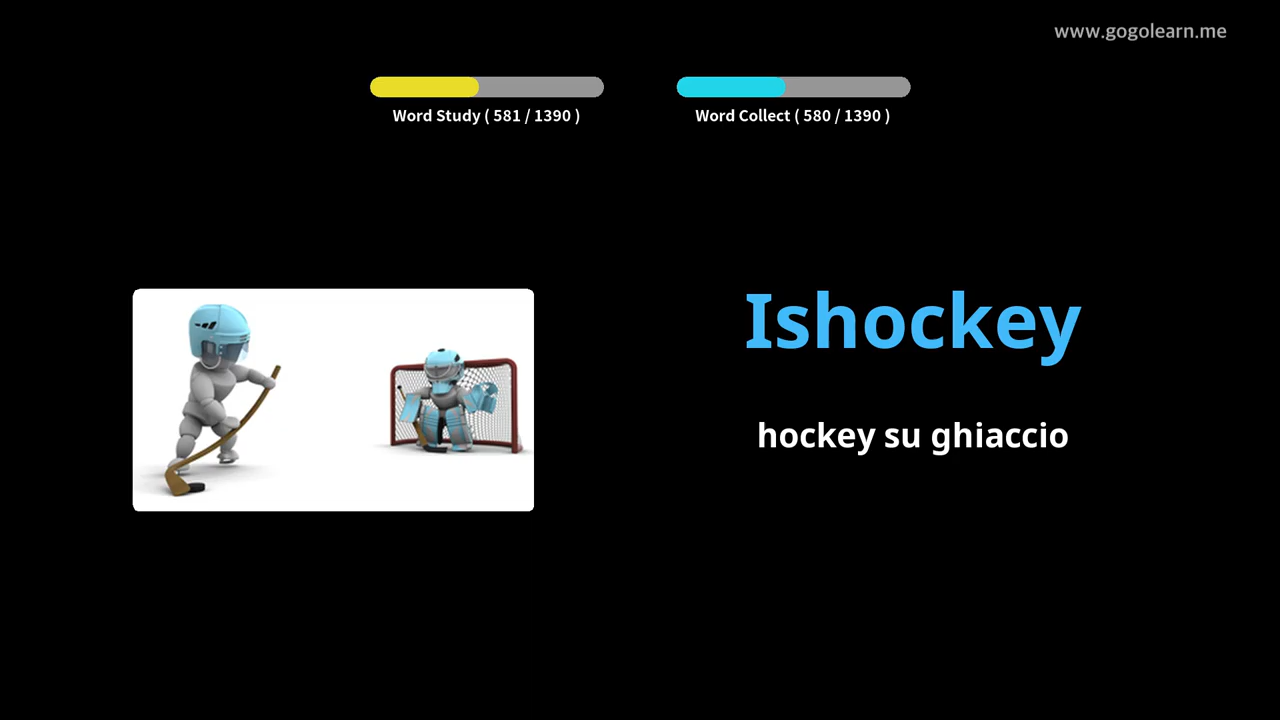 www.gogolearn.me
Word Study ( 581 / 1390 )
Word Collect ( 580 / 1390 )
Ishockey
hockey su ghiaccio